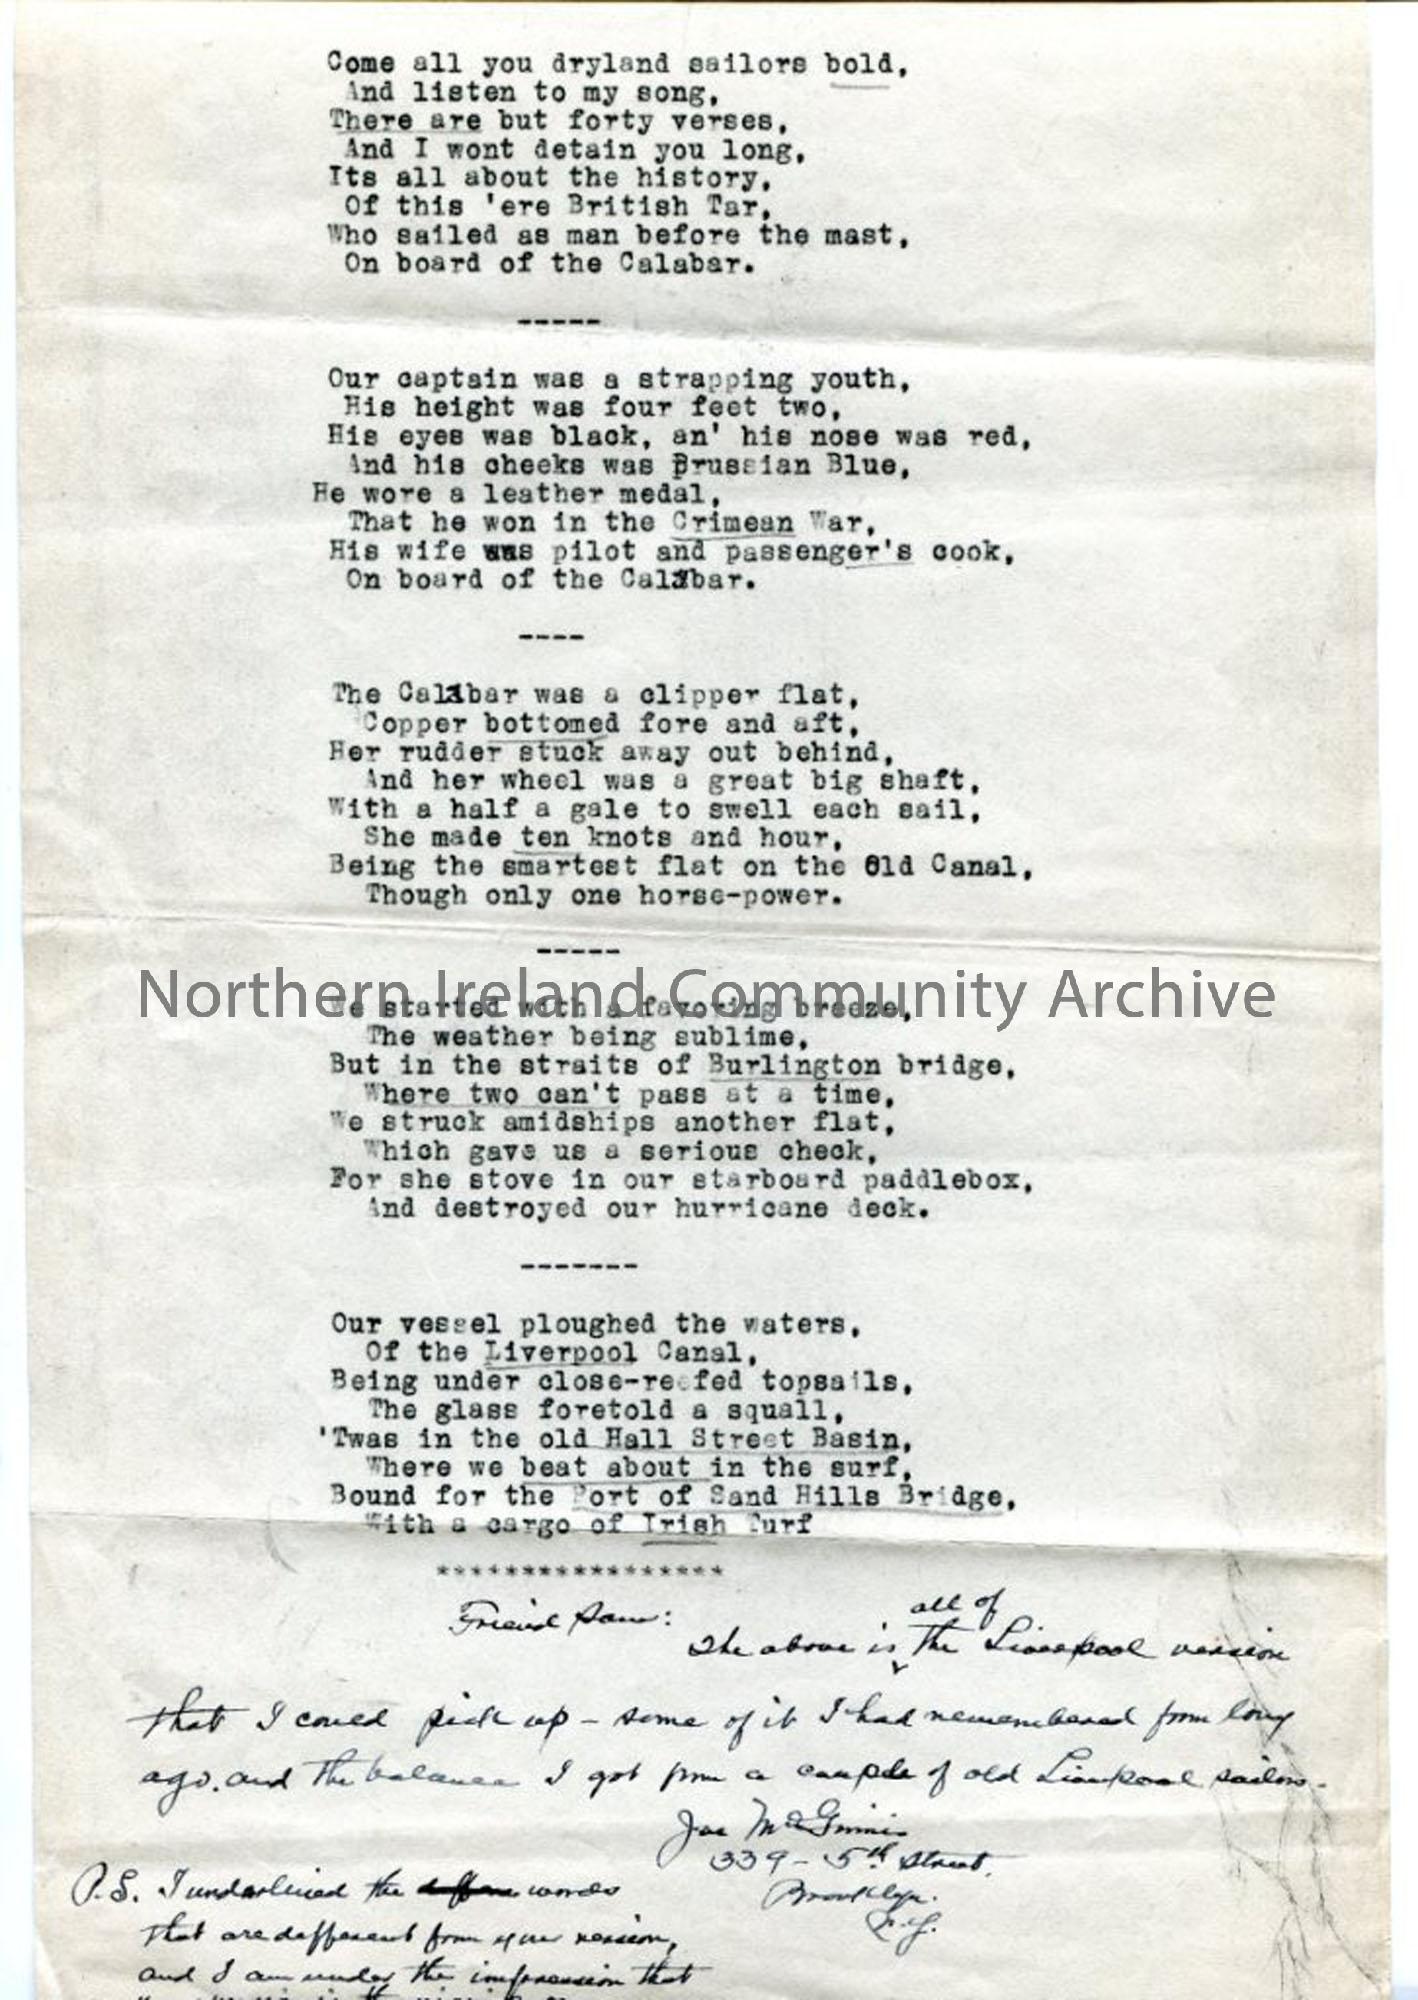 Come all you dryland sailors bold,
And listen to my song,
There are but forty verses,
And I wont detain you long,
Its all about the history,
Of this 'ere British Tar,
Who sailed as man before the mast,
On board of the Calabar.
-----
Our captain was a strapping youth,
His height was four feet two,
His eyes was black, an' his nose was red,
And his cheeks was Prussian Blue,
He wore a leather medal,
That he won in the Crimean War,
His wife was pilot and passenger's cook,
On board of the Calabar.
----
The Calabar was a clipper flat,
Copper bottomed fore and aft,
Her rudder stuck away out behind,
And her wheel was a great big shaft,
With a half a gale to swell each sail,
She made ten knots and hour,
Being the smartest flat on the Old Canal,
Though only one horse-power.
-----
Northern Ireland Community Archive
We started with a favoring breeze,
The weather being sublime,
But in the straits of Burlington bridge,
Where two can't pass at a time,
We struck amidships another flat,
Which gave us a serious check,
For she stove in our starboard paddlebox,
And destroyed our hurricane deck.
-------
Our vessel ploughed the waters,
Of the Liverpool Canal,
Being under close-reefed topsails,
The glass foretold a squall,
'Twas in the old Hall Street Basin,
Where we beat about in the surf,
Bound for the Port of Sand Hills Bridge,
With a cargo of Irish Turf
*****************
Friend Sam:
The above is all of the Liverpool version
that I could pick up - some of it I had remembered from long
ago. and the balance I got from a couple of old Liverpool sailors.
Joe McGinnis
339 - 5th Street.
Brooklyn.
N.Y.
P.S. I underlined the words
that are different from your version,
and I am under the impression that